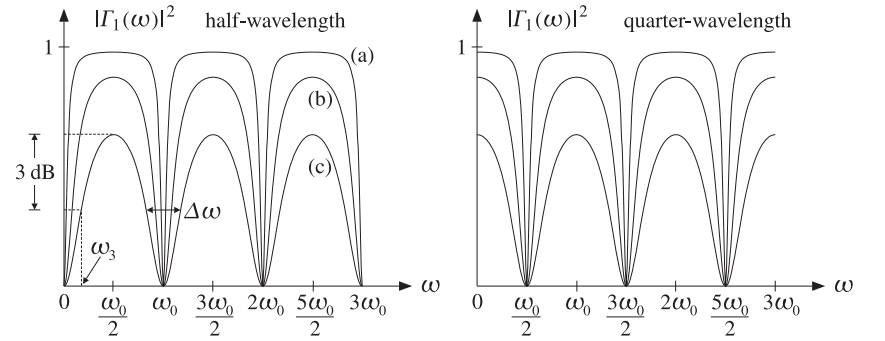 |Γ₁(ω)|² half-wavelength
1
(a)
(b)
(c)
3 dB
Δω
ω₃
0 ω₀/2 ω₀ 3ω₀/2 2ω₀ 5ω₀/2 3ω₀ ω
|Γ₁(ω)|² quarter-wavelength
1
0 ω₀/2 ω₀ 3ω₀/2 2ω₀ 5ω₀/2 3ω₀ ω